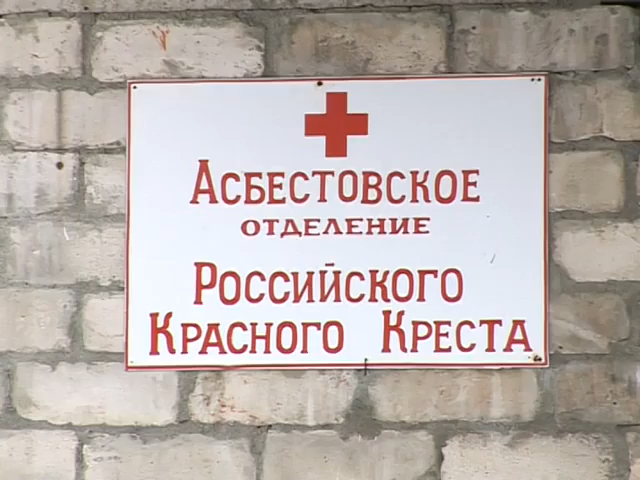 Асбестовское
отделение
Российского
Красного Креста